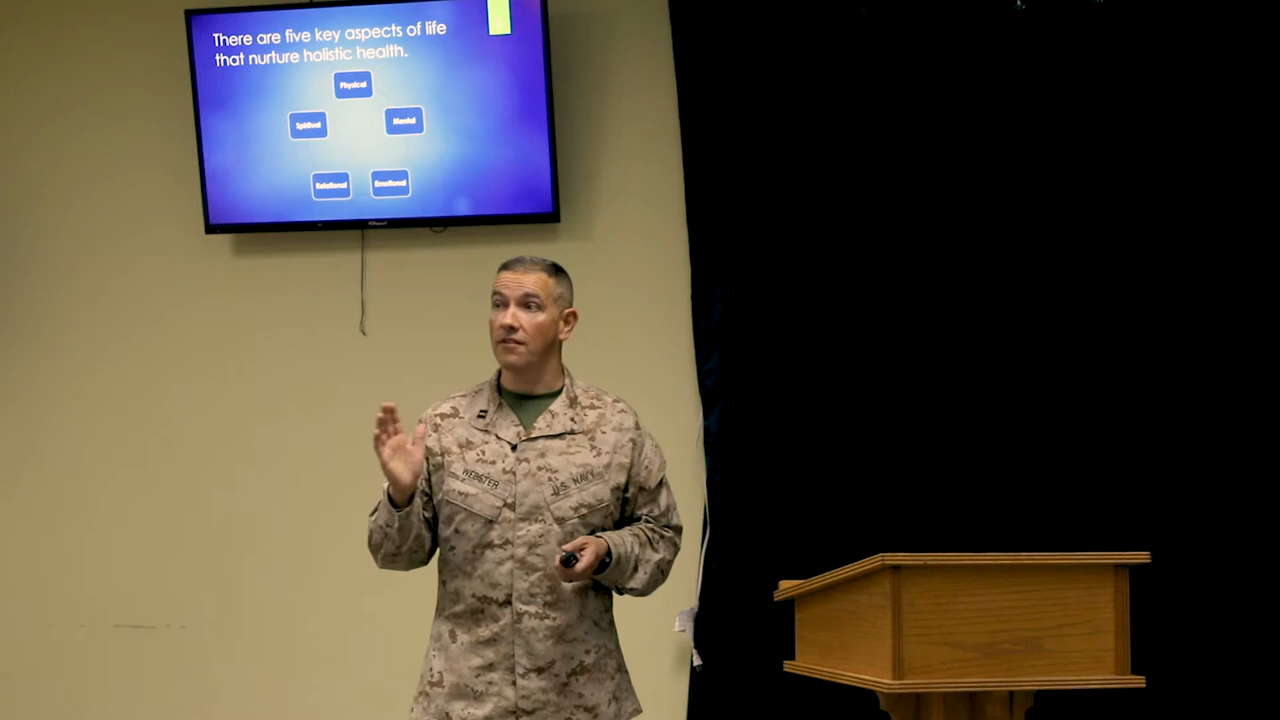 There are five key aspects of life
that nurture holistic health.
Physical
Spiritual
Mental
Relational
Emotional
WEBSTER
U.S. NAVY